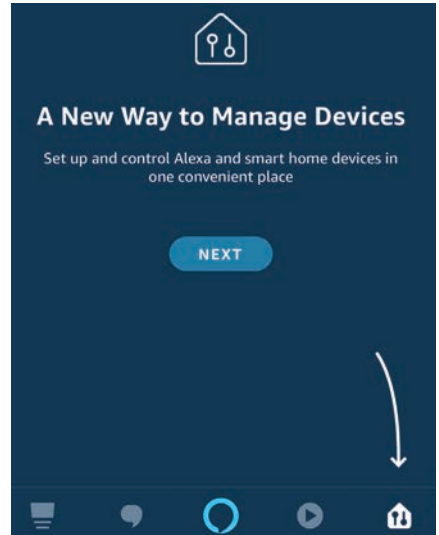 A New Way to Manage Devices
Set up and control Alexa and smart home devices in
one convenient place
NEXT